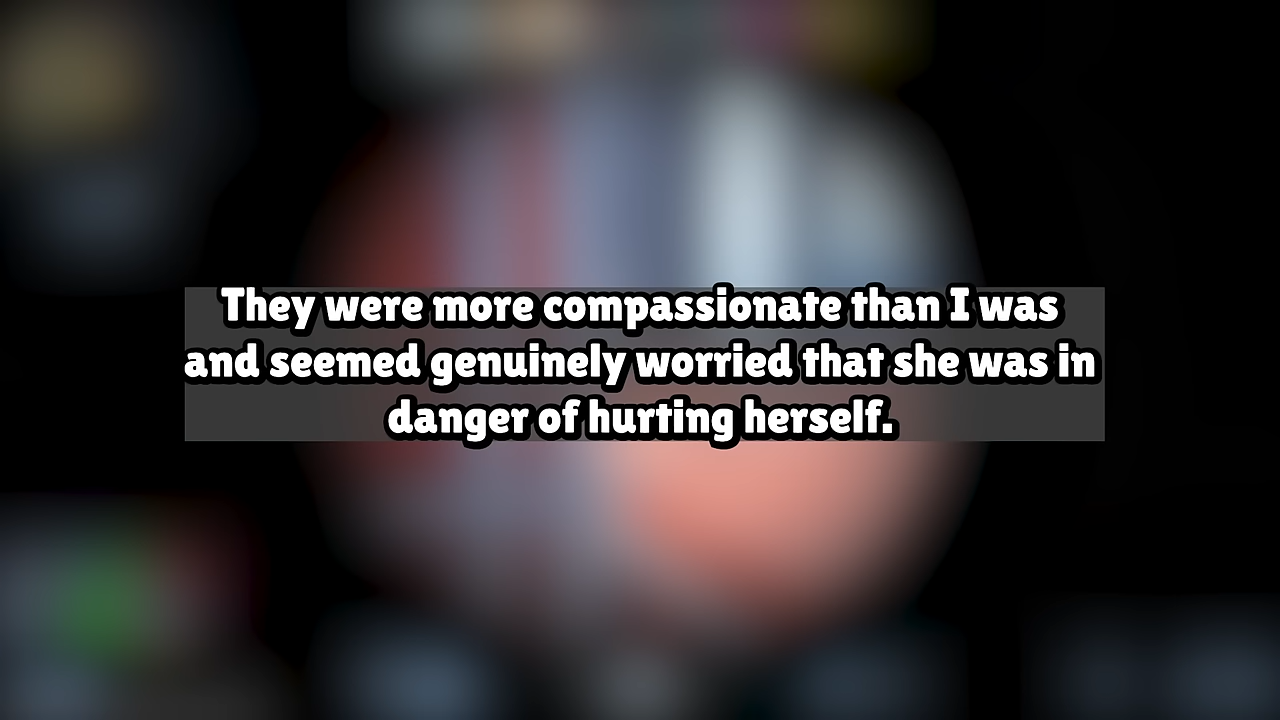 They were more compassionate than I was
and seemed genuinely worried that she was in
danger of hurting herself.